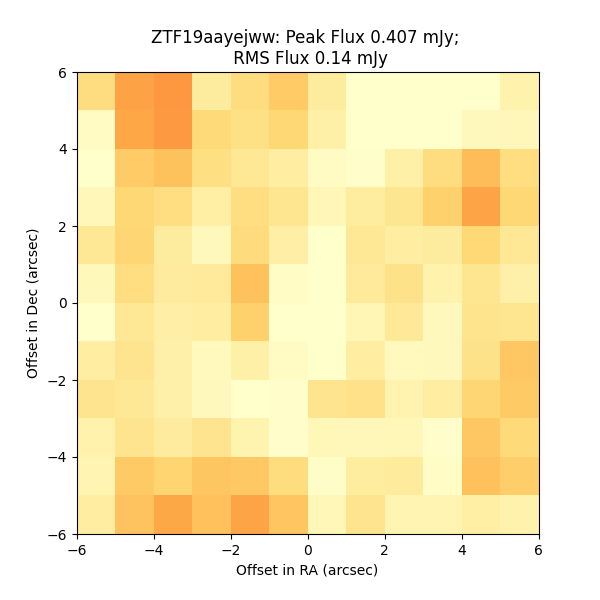 ZTF19aayejww: Peak Flux 0.407 mJy;
RMS Flux 0.14 mJy
6
4
2
0
−2
−4
−6
Offset in Dec (arcsec)
−6 −4 −2 0 2 4 6
Offset in RA (arcsec)